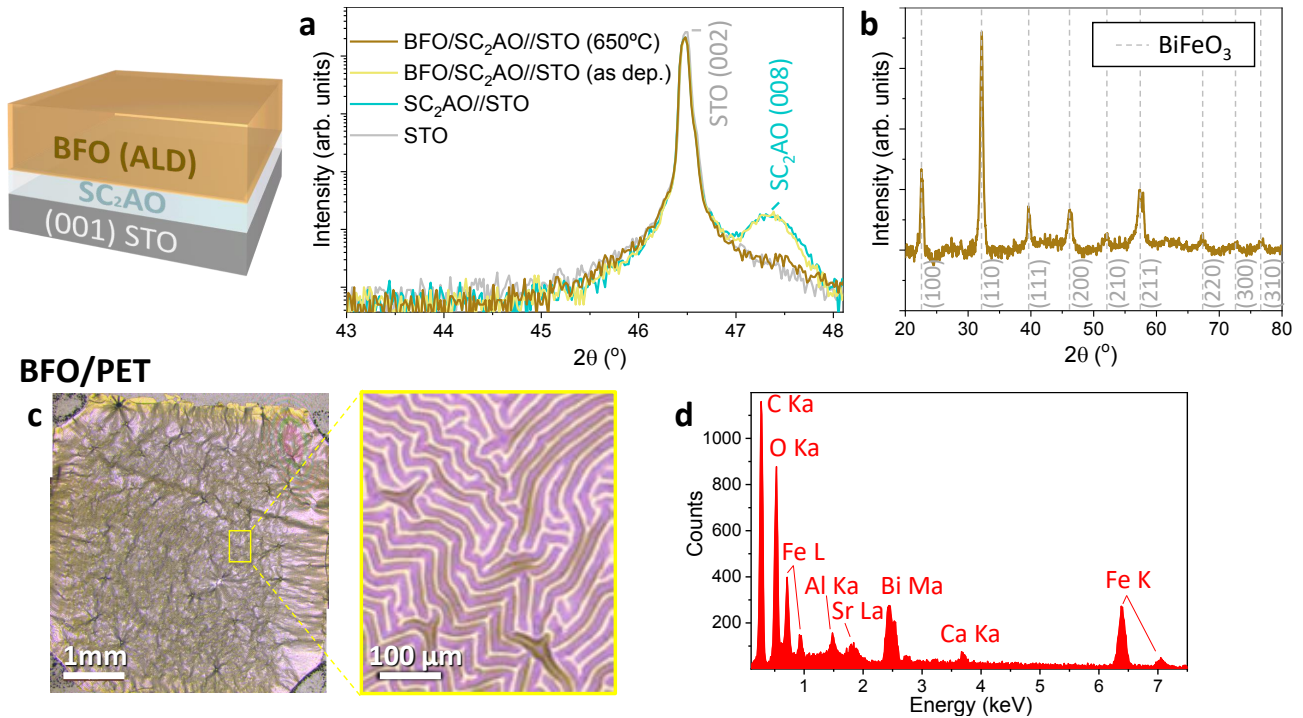 a
BFO/SC₂AO//STO (650ºC)
BFO/SC₂AO//STO (as dep.)
SC₂AO//STO
STO
STO (002)
SC₂AO (008)
Intensity (arb. units)
43 44 45 46 47 48
2θ (º)
BFO (ALD)
SC₂AO
(001) STO
b
BiFeO₃
Intensity (arb. units)
(100)
(110)
(111)
(200)
(210)
(211)
(220)
(300)
(310)
20 30 40 50 60 70 80
2θ (º)
BFO/PET
c
1mm
100 µm
d
C Ka
O Ka
Fe L
Al Ka
Sr La
Bi Ma
Ca Ka
Fe K
Counts
1000
800
600
400
200
1 2 3 4 5 6 7
Energy (keV)